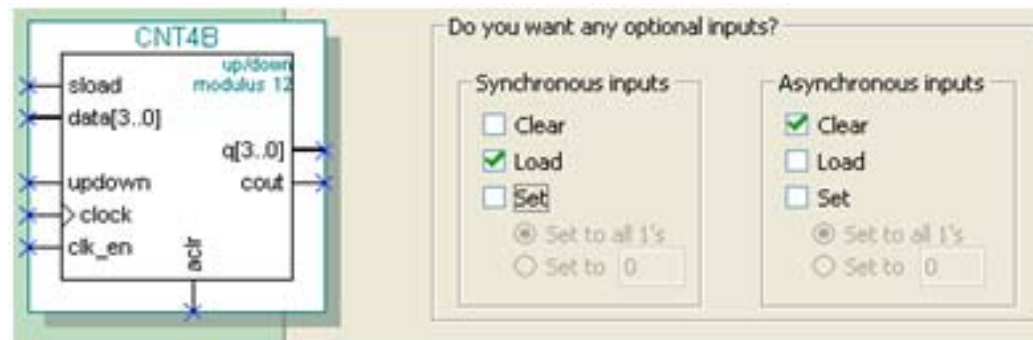 CNT4B
up/down
modulus 12
sload
data[3..0]
q[3..0]
updown
cout
clock
clk_en
aclr
Do you want any optional inputs?
Synchronous inputs
Clear
Load
Set
Set to all 1's
Set to 0
Asynchronous inputs
Clear
Load
Set
Set to all 1's
Set to 0